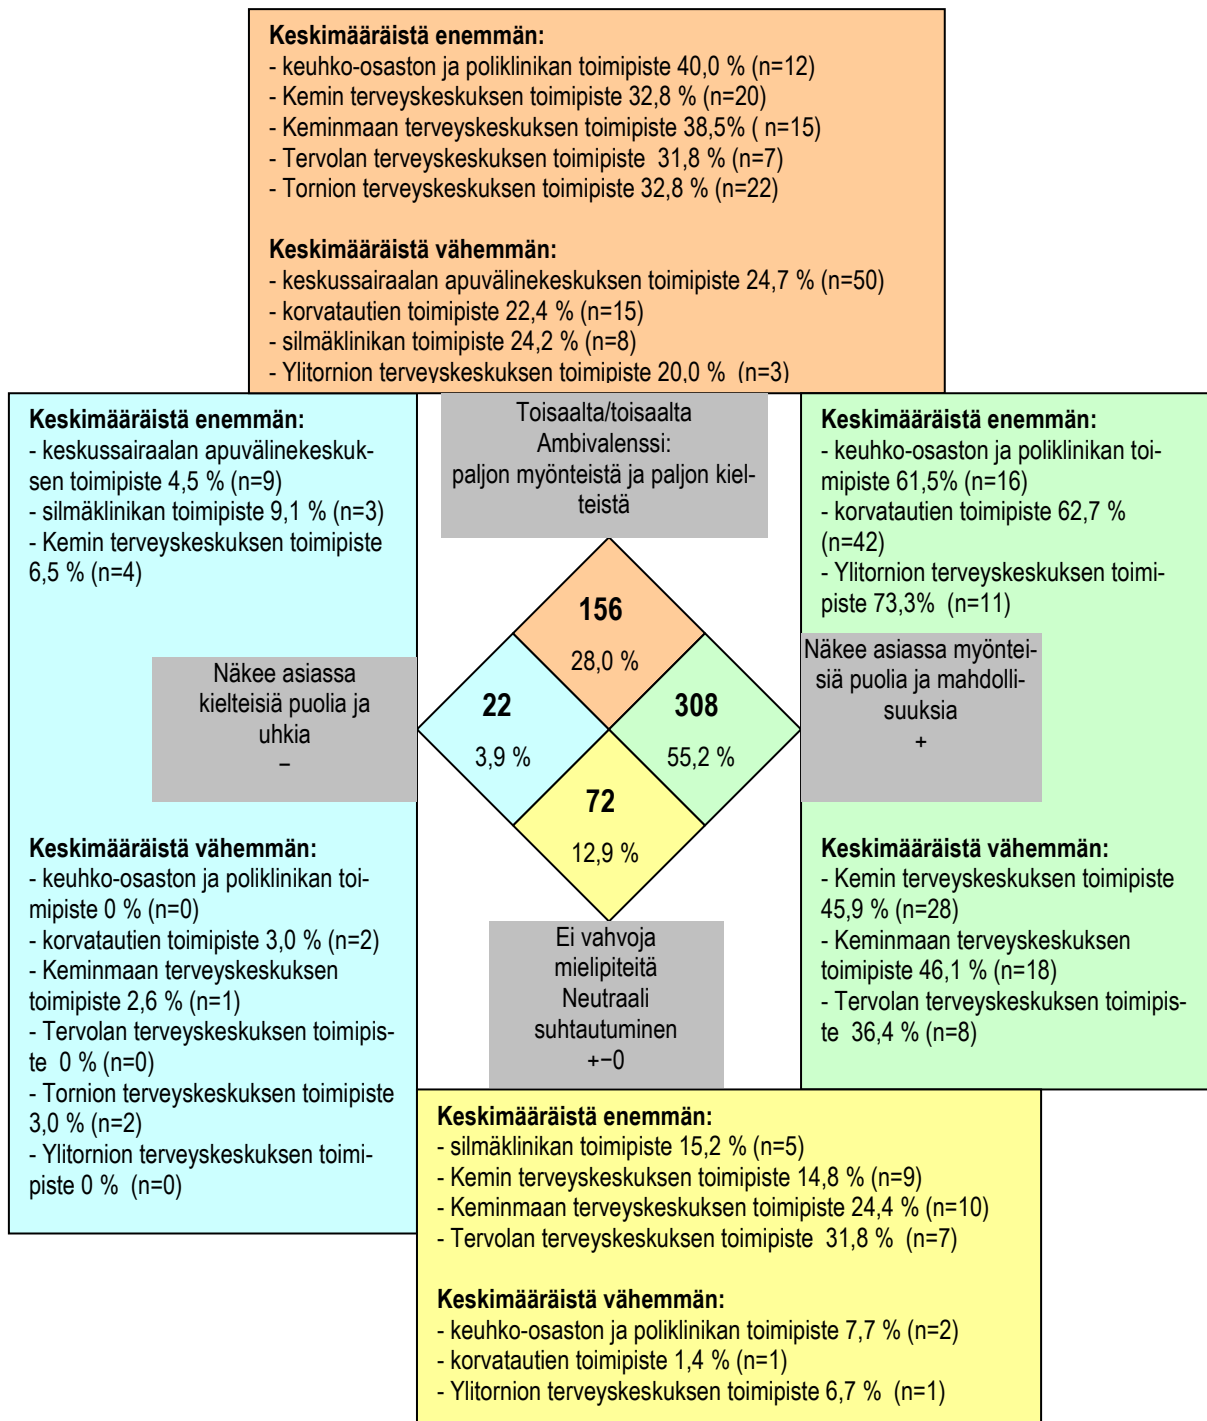 Keskimääräistä enemmän:
- keuhko-osaston ja poliklinikan toimipiste 40,0 % (n=12)
- Kemin terveyskeskuksen toimipiste 32,8 % (n=20)
- Keminmaan terveyskeskuksen toimipiste 38,5% ( n=15)
- Tervolan terveyskeskuksen toimipiste 31,8 % (n=7)
- Tornion terveyskeskuksen toimipiste 32,8 % (n=22)
Keskimääräistä vähemmän:
- keskussairaalan apuvälinekeskuksen toimipiste 24,7 % (n=50)
- korvatautien toimipiste 22,4 % (n=15)
- silmäklinikan toimipiste 24,2 % (n=8)
- Ylitornion terveyskeskuksen toimipiste 20,0 % (n=3)
Keskimääräistä enemmän:
- keskussairaalan apuvälinekeskuk-
sen toimipiste 4,5 % (n=9)
- silmäklinikan toimipiste 9,1 % (n=3)
- Kemin terveyskeskuksen toimipiste
6,5 % (n=4)
Toisaalta/toisaalta
Ambivalenssi:
paljon myönteistä ja paljon kiel-
teistä
Keskimääräistä enemmän:
- keuhko-osaston ja poliklinikan toi-
mipiste 61,5% (n=16)
- korvatautien toimipiste 62,7 %
(n=42)
- Ylitornion terveyskeskuksen toimi-
piste 73,3% (n=11)
156
28,0 %
Näkee asiassa
kielteisiä puolia ja
uhkia
−
22
3,9 %
308
55,2 %
Näkee asiassa myöntei-
siä puolia ja mahdolli-
suuksia
+
72
12,9 %
Keskimääräistä vähemmän:
- keuhko-osaston ja poliklinikan toi-
mipiste 0 % (n=0)
- korvatautien toimipiste 3,0 % (n=2)
- Keminmaan terveyskeskuksen
toimipiste 2,6 % (n=1)
- Tervolan terveyskeskuksen toimipis-
te 0 % (n=0)
- Tornion terveyskeskuksen toimipiste
3,0 % (n=2)
- Ylitornion terveyskeskuksen toimi-
piste 0 % (n=0)
Ei vahvoja
mielipiteitä
Neutraali
suhtautuminen
+−0
Keskimääräistä vähemmän:
- Kemin terveyskeskuksen toimipiste
45,9 % (n=28)
- Keminmaan terveyskeskuksen
toimipiste 46,1 % (n=18)
- Tervolan terveyskeskuksen toimipis-
te 36,4 % (n=8)
Keskimääräistä enemmän:
- silmäklinikan toimipiste 15,2 % (n=5)
- Kemin terveyskeskuksen toimipiste 14,8 % (n=9)
- Keminmaan terveyskeskuksen toimipiste 24,4 % (n=10)
- Tervolan terveyskeskuksen toimipiste 31,8 % (n=7)
Keskimääräistä vähemmän:
- keuhko-osaston ja poliklinikan toimipiste 7,7 % (n=2)
- korvatautien toimipiste 1,4 % (n=1)
- Ylitornion terveyskeskuksen toimipiste 6,7 % (n=1)